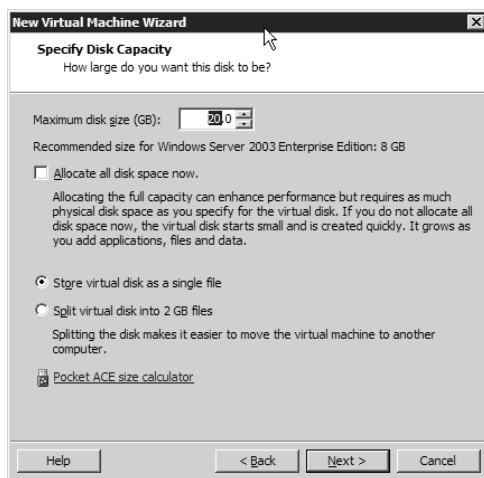 New Virtual Machine Wizard
Specify Disk Capacity
How large do you want this disk to be?
Maximum disk size (GB): 20.0
Recommended size for Windows Server 2003 Enterprise Edition: 8 GB
Allocate all disk space now.
Allocating the full capacity can enhance performance but requires as much
physical disk space as you specify for the virtual disk. If you do not allocate all
disk space now, the virtual disk starts small and is created quickly. It grows as
you add applications, files and data.
Store virtual disk as a single file
Split virtual disk into 2 GB files
Splitting the disk makes it easier to move the virtual machine to another
computer.
Pocket ACE size calculator
Help < Back Next > Cancel